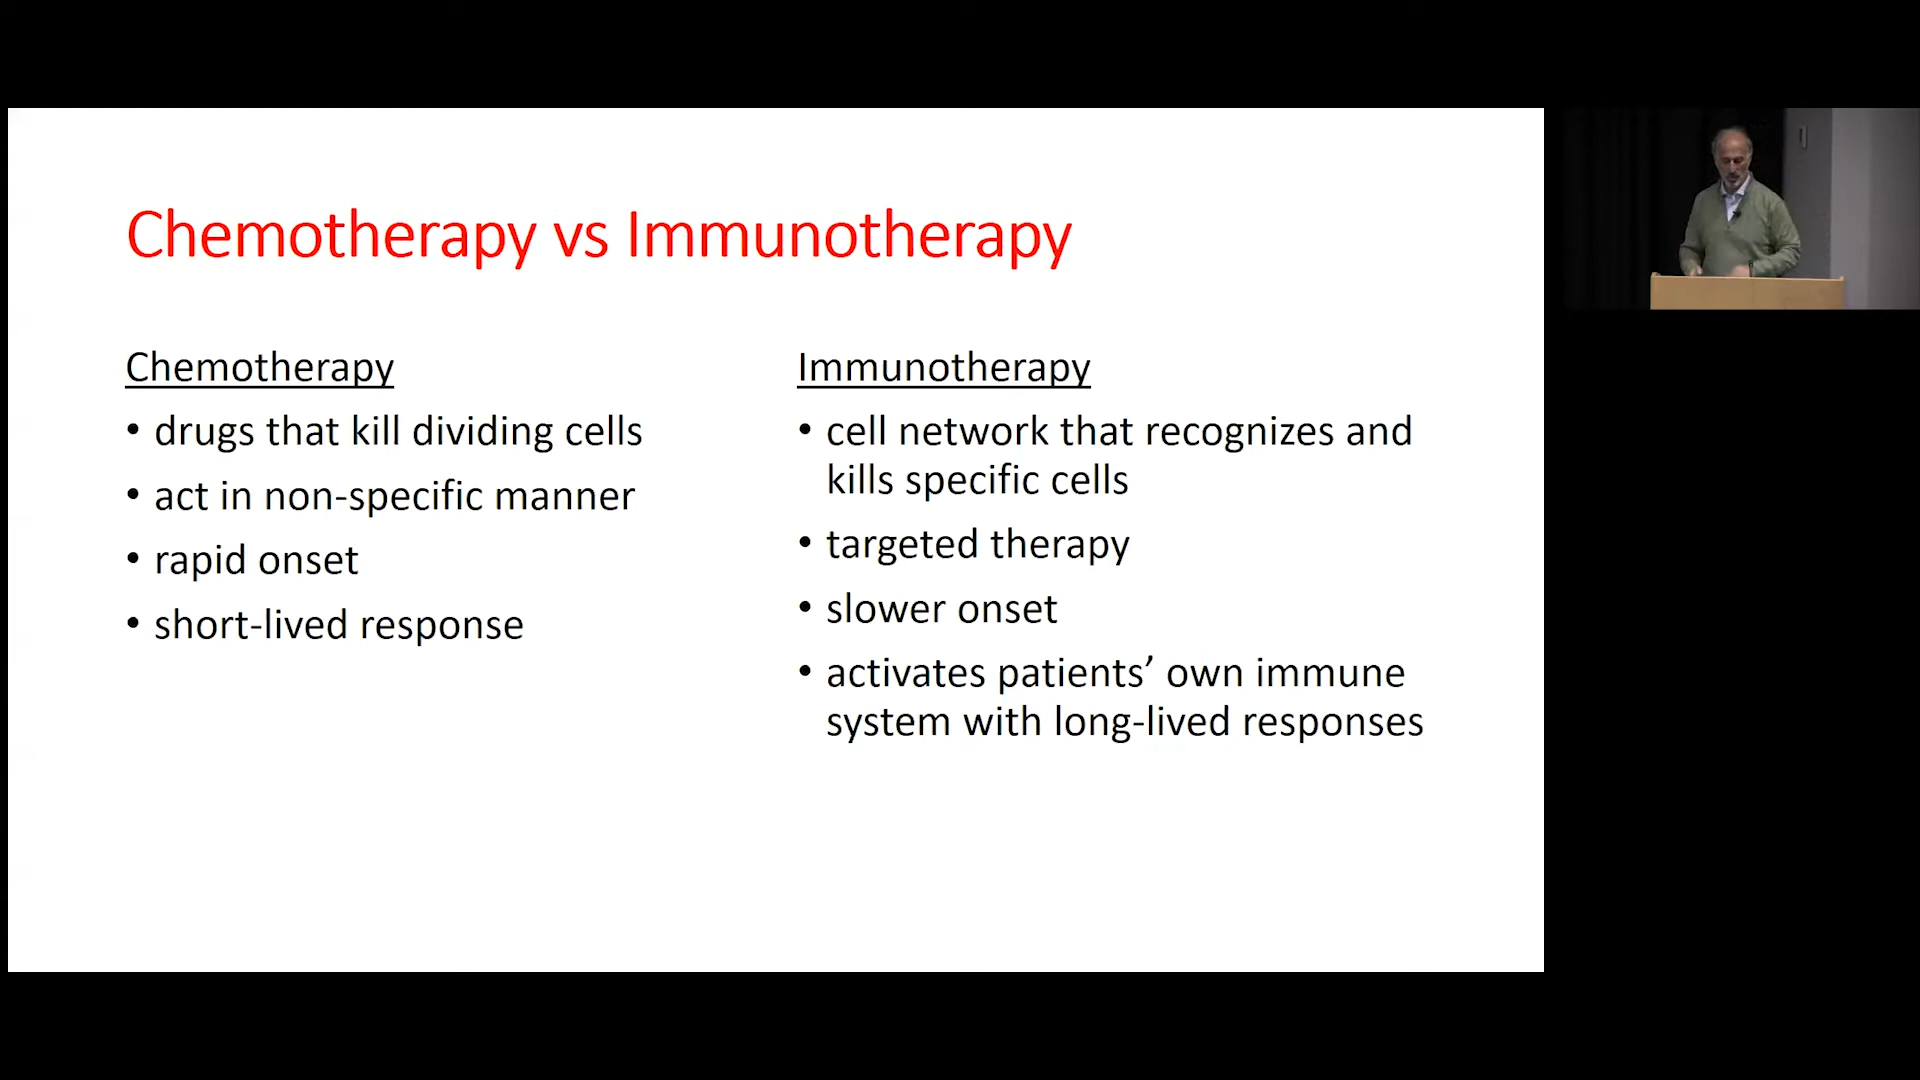 Chemotherapy vs Immunotherapy
Chemotherapy
• drugs that kill dividing cells
• act in non-specific manner
• rapid onset
• short-lived response
Immunotherapy
• cell network that recognizes and
kills specific cells
• targeted therapy
• slower onset
• activates patients’ own immune
system with long-lived responses